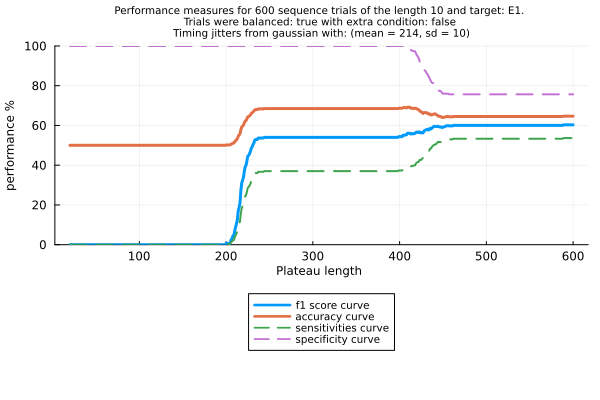 Performance measures for 600 sequence trials of the length 10 and target: E1.
Trials were balanced: true with extra condition: false
Timing jitters from gaussian with: (mean = 214, sd = 10)
100
80
60
40
20
0
performance %
100
200
300
400
500
600
Plateau length
f1 score curve
accuracy curve
sensitivities curve
specificity curve